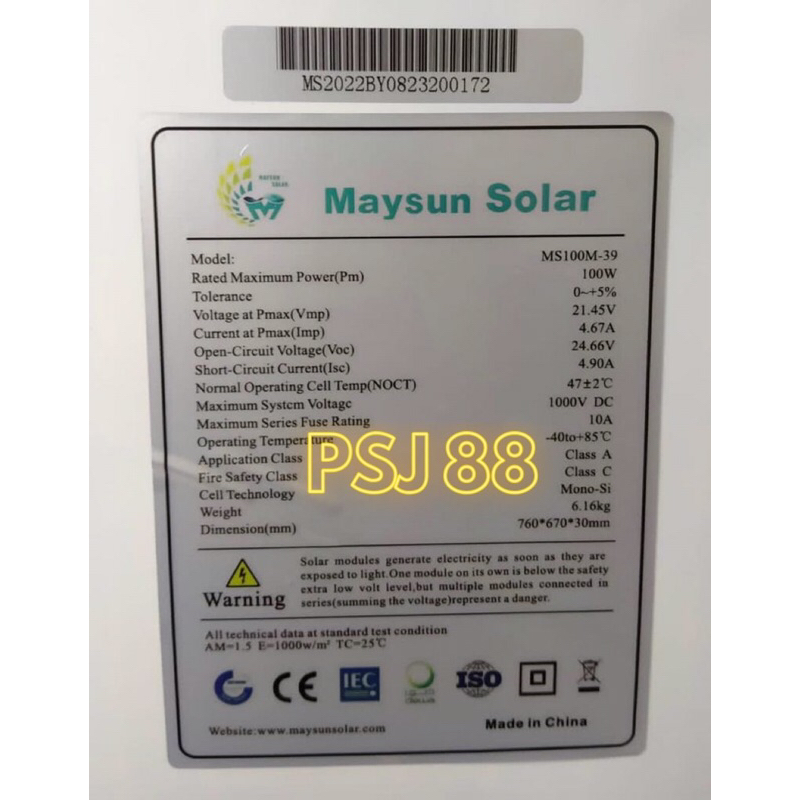 MS2022BY0823200172
MAYSUN
SOLAR
Maysun Solar
Model: MS100M-39
Rated Maximum Power(Pm) 100W
Tolerance 0~+5%
Voltage at Pmax(Vmp) 21.45V
Current at Pmax(Imp) 4.67A
Open-Circuit Voltage(Voc) 24.66V
Short-Circuit Current(Isc) 4.90A
Normal Operating Cell Temp(NOCT) 47±2℃
Maximum System Voltage 1000V DC
Maximum Series Fuse Rating 10A
Operating Temperature -40to+85℃
Application Class Class A
Fire Safety Class Class C
Cell Technology Mono-Si
Weight 6.16kg
Dimension(mm) 760*670*30mm
PSJ 88
Warning
Solar modules generate electricity as soon as they are
exposed to light.One module on its own is below the safety
extra low volt level,but multiple modules connected in
series(summing the voltage)represent a danger.
All technical data at standard test condition
AM=1.5 E=1000w/m² TC=25℃
CE
IEC
ISO
Website:www.maysunsolar.com
Made in China